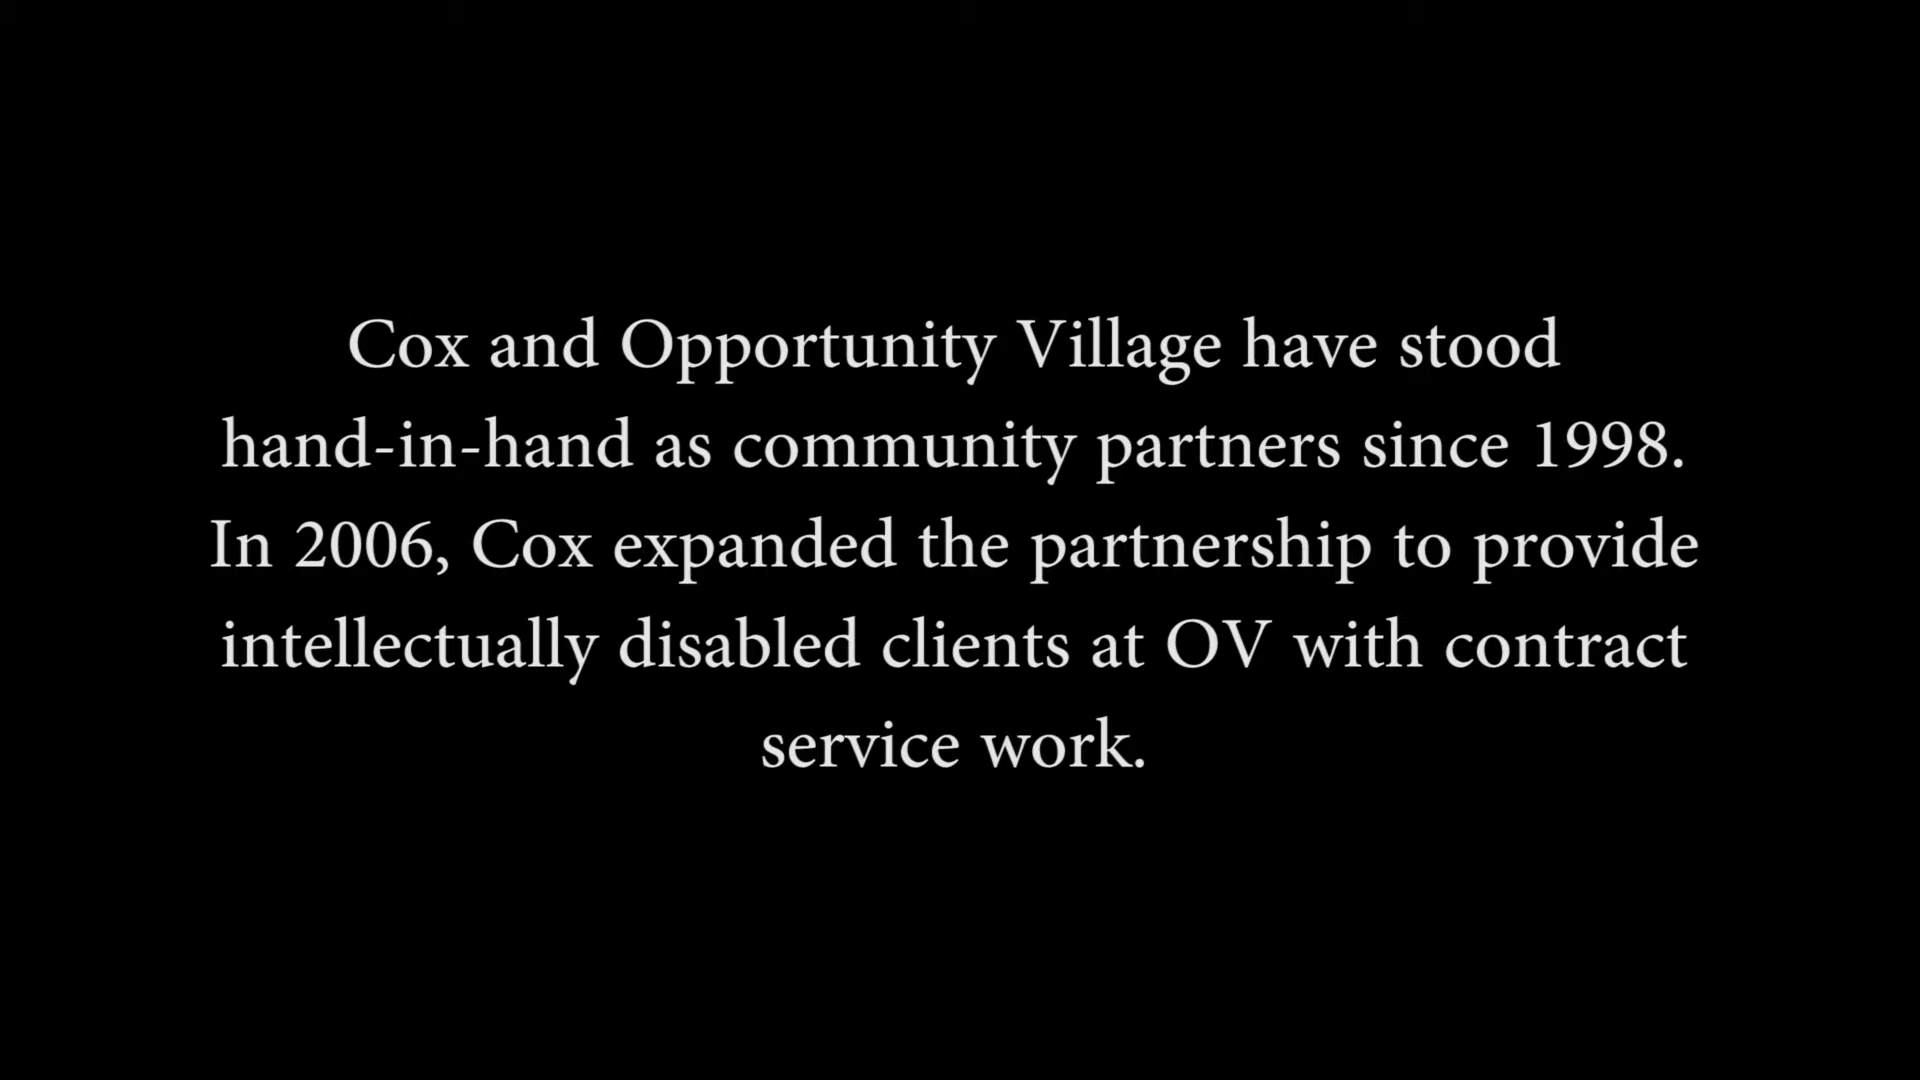 Cox and Opportunity Village have stood
hand-in-hand as community partners since 1998.
In 2006, Cox expanded the partnership to provide
intellectually disabled clients at OV with contract
service work.